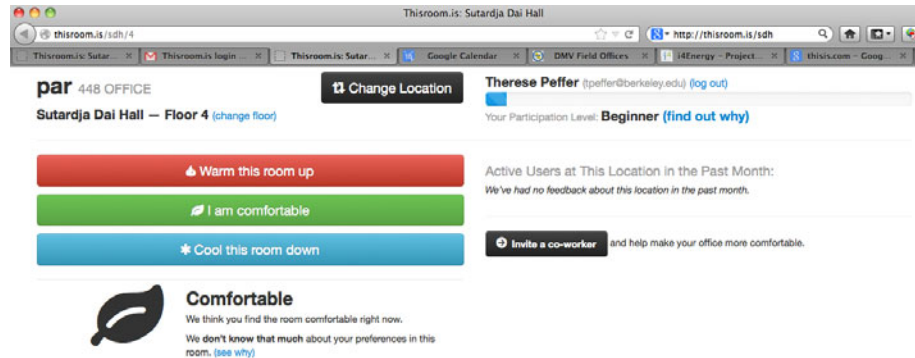 Thisroom.is: Sutardja Dai Hall
thisroom.is/sdh/4
http://thisroom.is/sdh
Thisroom.is: Sutar...
Thisroom.is login ...
Thisroom.is: Sutar...
Google Calendar
DMV Field Offices
i4Energy – Project...
thisis.com – Goog...
par 448 OFFICE
Change Location
Sutardja Dai Hall — Floor 4 (change floor)
Therese Peffer (tpeffer@berkeley.edu) (log out)
Your Participation Level: Beginner (find out why)
Warm this room up
I am comfortable
Cool this room down
Active Users at This Location in the Past Month:
We've had no feedback about this location in the past month.
Invite a co-worker and help make your office more comfortable.
Comfortable
We think you find the room comfortable right now.
We don't know that much about your preferences in this
room. (see why)